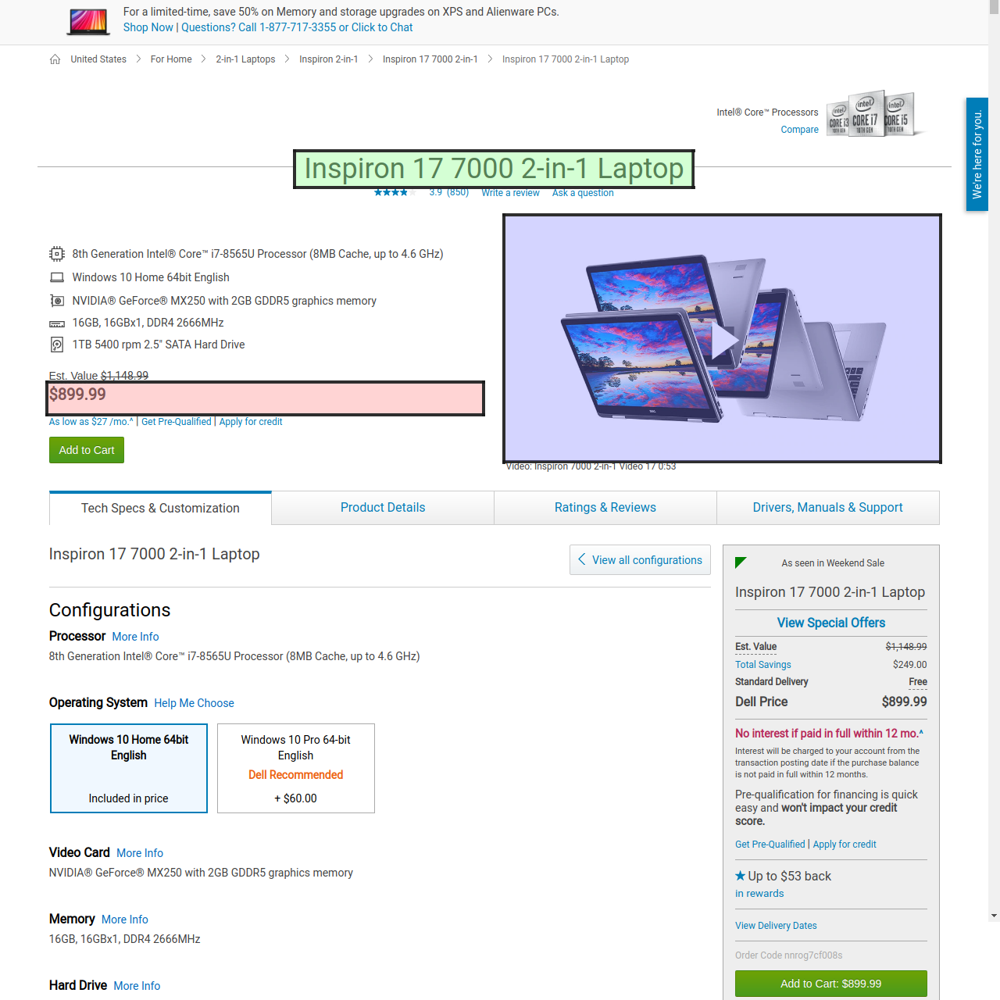 For a limited-time, save 50% on Memory and storage upgrades on XPS and Alienware PCs.
Shop Now | Questions? Call 1-877-717-3355 or Click to Chat
United States > For Home > 2-in-1 Laptops > Inspiron 2-in-1 > Inspiron 17 7000 2-in-1 > Inspiron 17 7000 2-in-1 Laptop
Intel® Core™ Processors
Compare
intel CORE i3 10TH GEN
intel CORE i7 10TH GEN
intel CORE i5 10TH GEN
We're here for you.
Inspiron 17 7000 2-in-1 Laptop
3.9 (850) Write a review Ask a question
8th Generation Intel® Core™ i7-8565U Processor (8MB Cache, up to 4.6 GHz)
Windows 10 Home 64bit English
NVIDIA® GeForce® MX250 with 2GB GDDR5 graphics memory
16GB, 16GBx1, DDR4 2666MHz
1TB 5400 rpm 2.5" SATA Hard Drive
Est. Value $1,148.99
$899.99
As low as $27 /mo.^ | Get Pre-Qualified | Apply for credit
Add to Cart
DELL
Video: Inspiron 7000 2-in-1 Video 17 0:53
Tech Specs & Customization
Product Details
Ratings & Reviews
Drivers, Manuals & Support
Inspiron 17 7000 2-in-1 Laptop
View all configurations
Configurations
Processor More Info
8th Generation Intel® Core™ i7-8565U Processor (8MB Cache, up to 4.6 GHz)
Operating System Help Me Choose
Windows 10 Home 64bit
English
Included in price
Windows 10 Pro 64-bit
English
Dell Recommended
+ $60.00
Video Card More Info
NVIDIA® GeForce® MX250 with 2GB GDDR5 graphics memory
Memory More Info
16GB, 16GBx1, DDR4 2666MHz
Hard Drive More Info
As seen in Weekend Sale
Inspiron 17 7000 2-in-1 Laptop
View Special Offers
Est. Value $1,148.99
Total Savings $249.00
Standard Delivery Free
Dell Price $899.99
No interest if paid in full within 12 mo.^
Interest will be charged to your account from the
transaction posting date if the purchase balance
is not paid in full within 12 months.
Pre-qualification for financing is quick
easy and won't impact your credit
score.
Get Pre-Qualified | Apply for credit
Up to $53 back
in rewards
View Delivery Dates
Order Code nnrog7cf008s
Add to Cart: $899.99